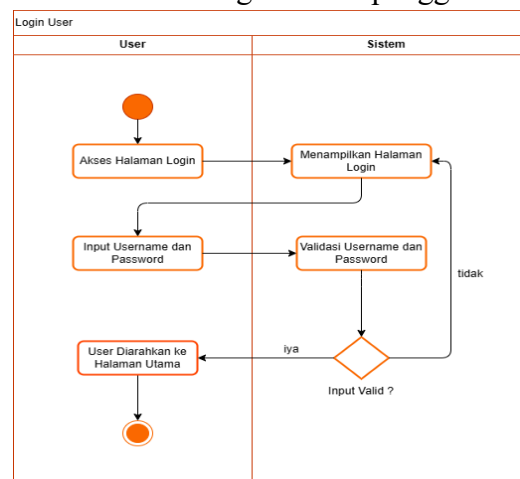 Login User
User
Sistem
Akses Halaman Login
Menampilkan Halaman
Login
Input Username dan
Password
Validasi Username dan
Password
tidak
User Diarahkan ke
Halaman Utama
iya
Input Valid ?